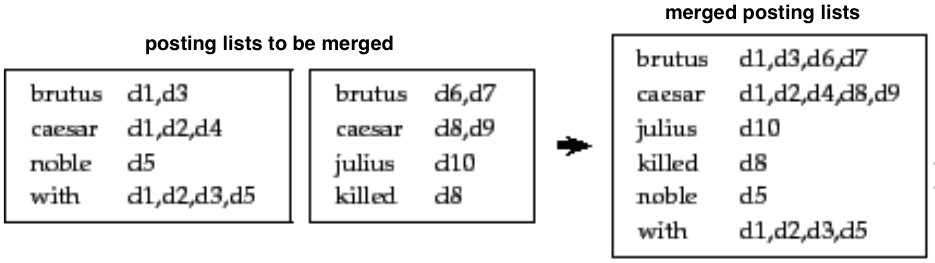 posting lists to be merged
brutus d1,d3
caesar d1,d2,d4
noble d5
with d1,d2,d3,d5
brutus d6,d7
caesar d8,d9
julius d10
killed d8
merged posting lists
brutus d1,d3,d6,d7
caesar d1,d2,d4,d8,d9
julius d10
killed d8
noble d5
with d1,d2,d3,d5